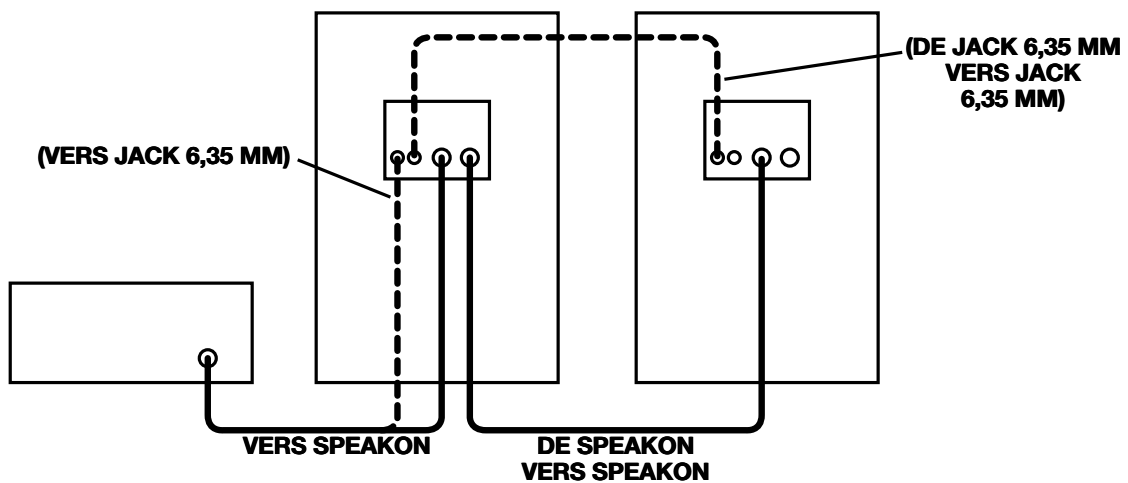 (DE JACK 6,35 MM
VERS JACK
6,35 MM)
(VERS JACK 6,35 MM)
VERS SPEAKON
DE SPEAKON
VERS SPEAKON